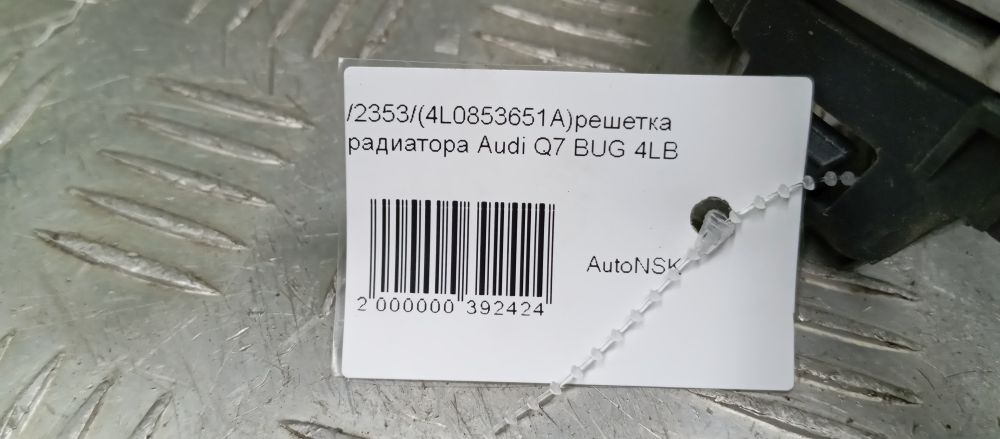 /2353/(4L0853651A)решетка
радиатора Audi Q7 BUG 4LB
AutoNSK
2 000000 392424